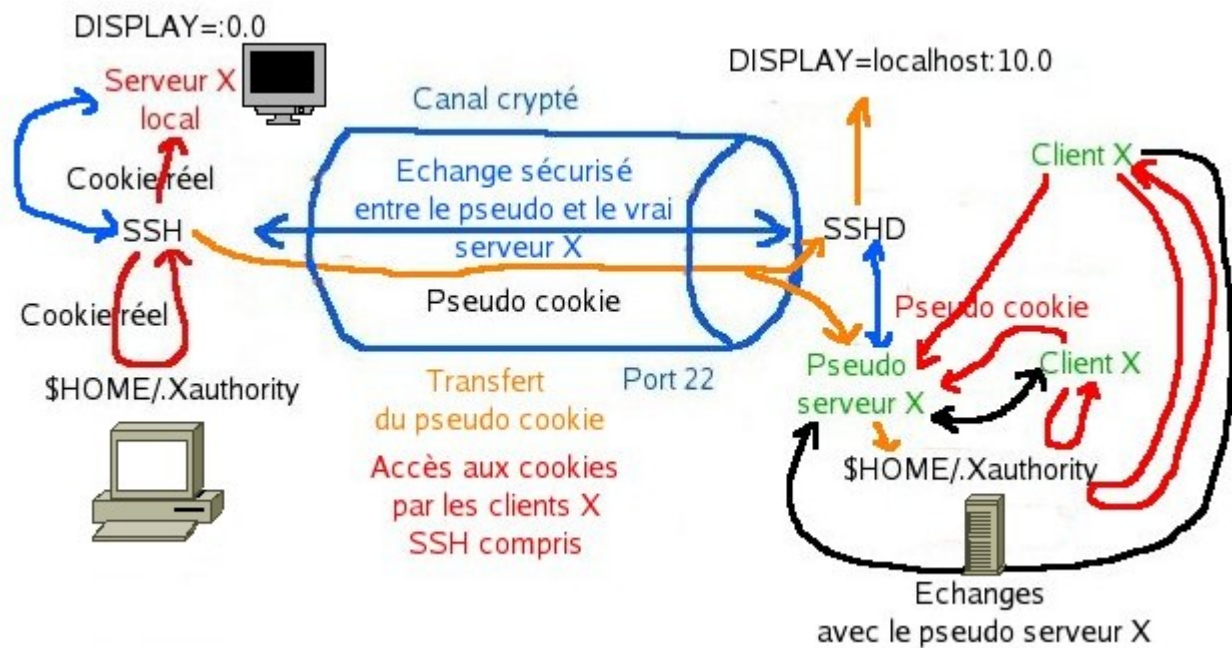 DISPLAY=:0.0
Serveur X
local
Cookie réel
SSH
Cookie réel
$HOME/.Xauthority
Canal crypté
Echange sécurisé
entre le pseudo et le vrai
serveur X
Pseudo cookie
Port 22
Transfert
du pseudo cookie
Accès aux cookies
par les clients X
SSH compris
DISPLAY=localhost:10.0
SSHD
Client X
Pseudo cookie
Pseudo
serveur X
Client X
$HOME/.Xauthority
Echanges
avec le pseudo serveur X